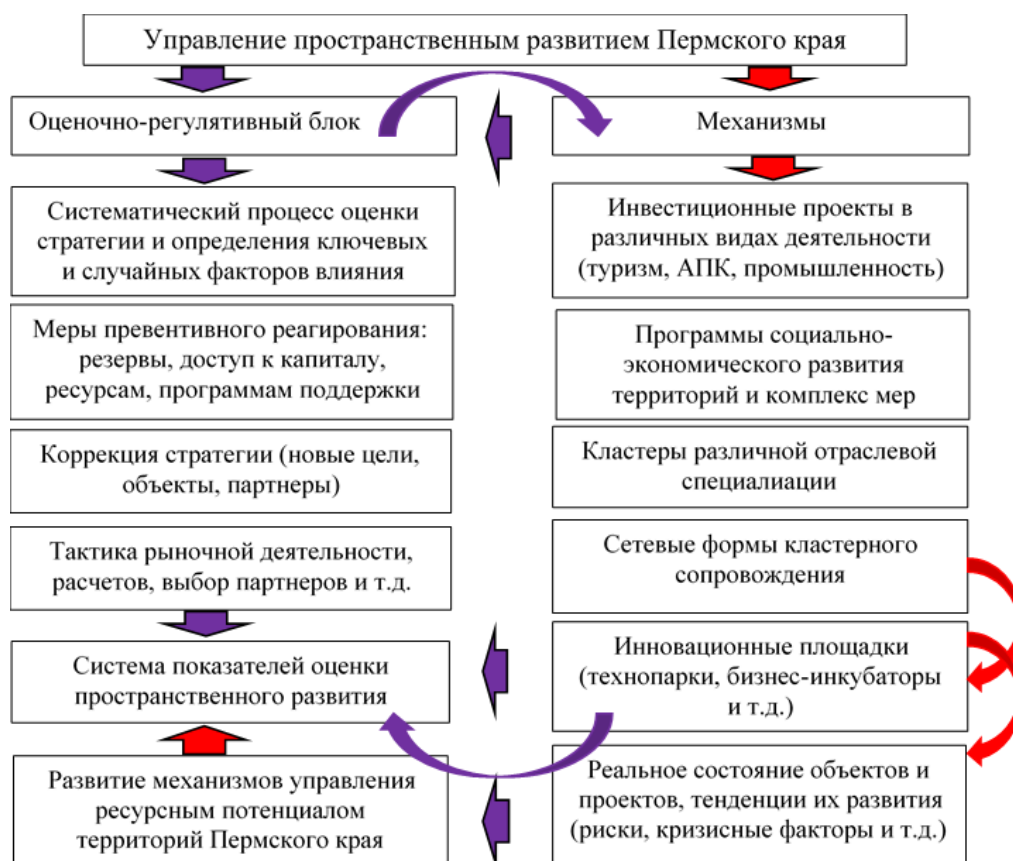 Управление пространственным развитием Пермского края
Оценочно-регулятивный блок
Механизмы
Систематический процесс оценки
стратегии и определения ключевых
и случайных факторов влияния
Инвестиционные проекты в
различных видах деятельности
(туризм, АПК, промышленность)
Меры превентивного реагирования:
резервы, доступ к капиталу,
ресурсам, программам поддержки
Программы социально-
экономического развития
территорий и комплекс мер
Коррекция стратегии (новые цели,
объекты, партнеры)
Кластеры различной отраслевой
специалиации
Тактика рыночной деятельности,
расчетов, выбор партнеров и т.д.
Сетевые формы кластерного
сопровождения
Система показателей оценки
пространственного развития
Инновационные площадки
(технопарки, бизнес-инкубаторы
и т.д.)
Развитие механизмов управления
ресурсным потенциалом
территорий Пермского края
Реальное состояние объектов и
проектов, тенденции их развития
(риски, кризисные факторы и т.д.)